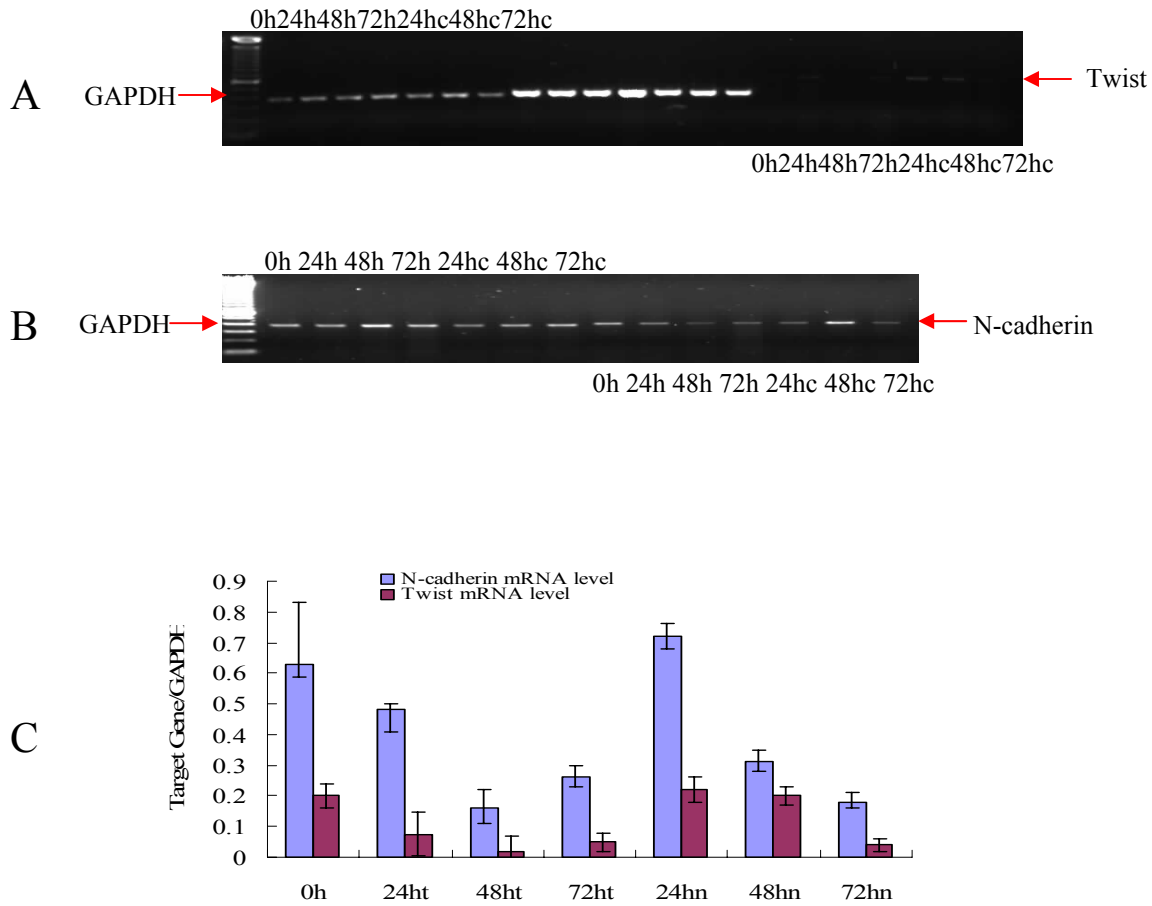 0h24h48h72h24hc48hc72hc
A
GAPDH
Twist
0h24h48h72h24hc48hc72hc
0h 24h 48h 72h 24hc 48hc 72hc
B
GAPDH
N-cadherin
0h 24h 48h 72h 24hc 48hc 72hc
C
Target Gene/GAPDH
N-cadherin mRNA level
Twist mRNA level
0.9
0.8
0.7
0.6
0.5
0.4
0.3
0.2
0.1
0
0h 24ht 48ht 72ht 24hn 48hn 72hn